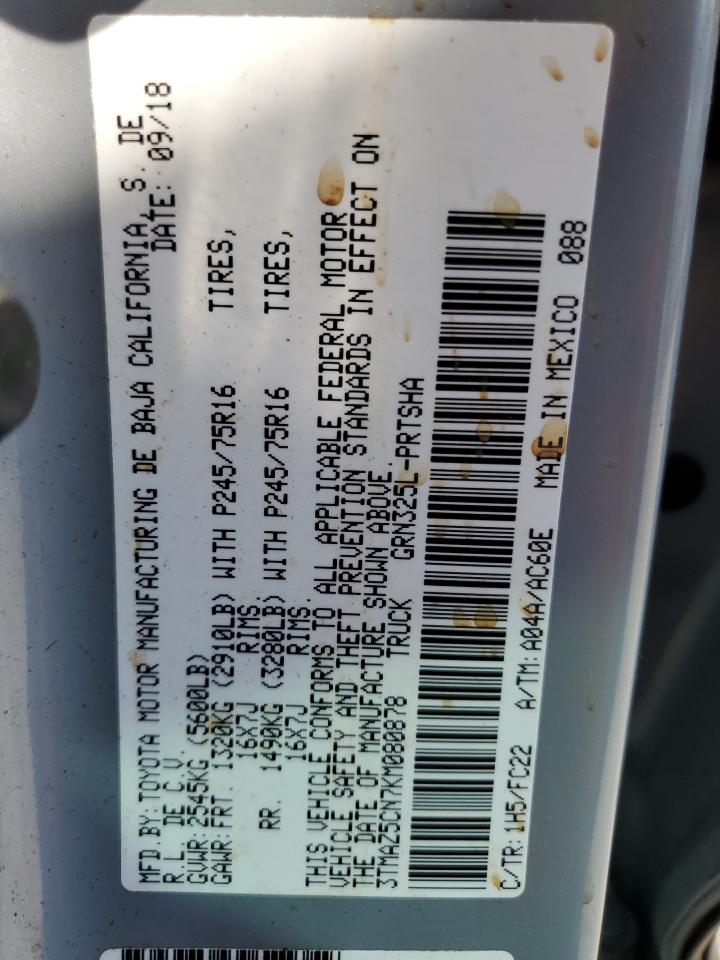 MFD.BY:TOYOTA MOTOR MANUFACTURING DE BAJA CALIFORNIA, S. DE
R.L. DE C.V. DATE: 09/18
GVWR:2545KG (5600LB)
GAWR:FRT. 1320KG (2910LB) WITH P245/75R16 TIRES,
16X7J RIMS.
RR. 1490KG (3280LB) WITH P245/75R16 TIRES,
16X7J RIMS.
THIS VEHICLE CONFORMS TO ALL APPLICABLE FEDERAL MOTOR
VEHICLE SAFETY AND THEFT PREVENTION STANDARDS IN EFFECT ON
THE DATE OF MANUFACTURE SHOWN ABOVE.
3TMAZ5CN7KM080878 TRUCK GRN325L-PRTSHA
C/TR:1H5/FC22 A/TM:A04A/AC60E MADE IN MEXICO 088